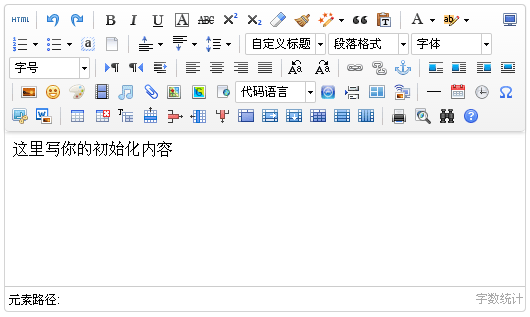 HTML B I U A ABC X² X₂ A ab
自定义标题 段落格式 字体
字号
代码语言 Ω
这里写你的初始化内容
元素路径: 字数统计